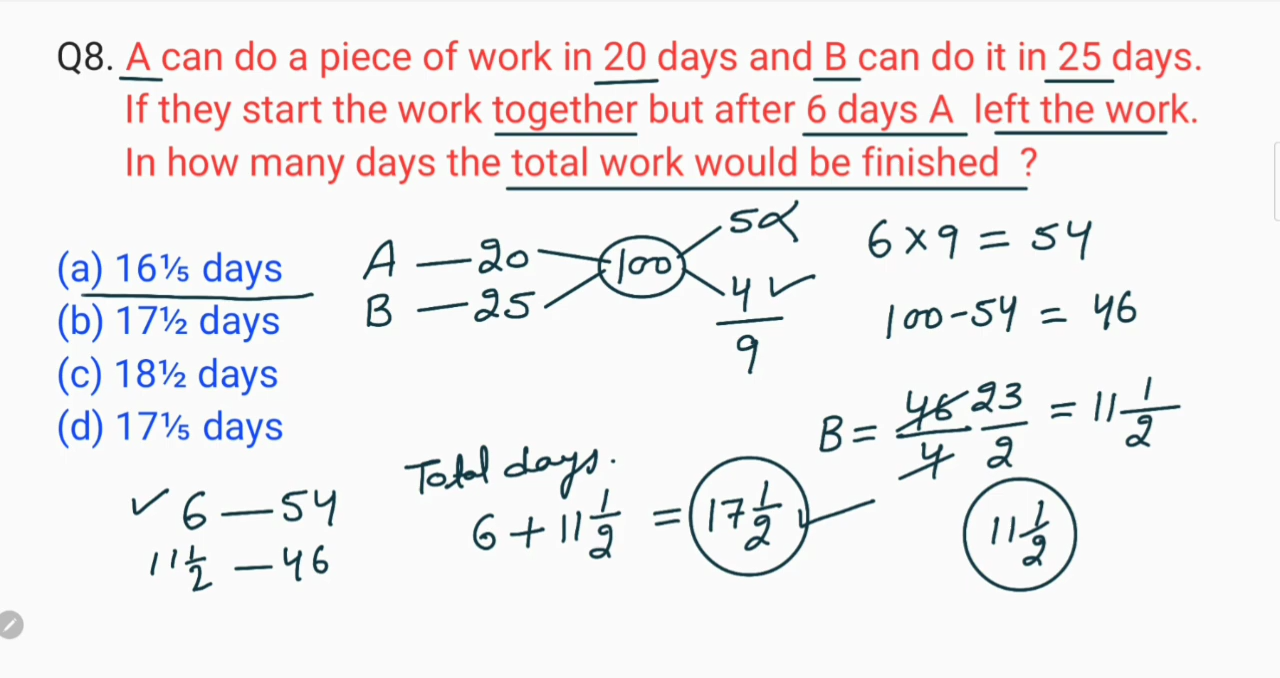 Q8. A can do a piece of work in 20 days and B can do it in 25 days.
If they start the work together but after 6 days A left the work.
In how many days the total work would be finished ?
(a) 16⅕ days
(b) 17½ days
(c) 18½ days
(d) 17⅕ days
A — 20
B — 25
100
5
4 ✓
9
6 × 9 = 54
100 - 54 = 46
B = 46/4 23/2 = 11 1/2
11 1/2
✓ 6 — 54
11 1/2 — 46
Total days.
6 + 11 1/2 = 17 1/2 ✓